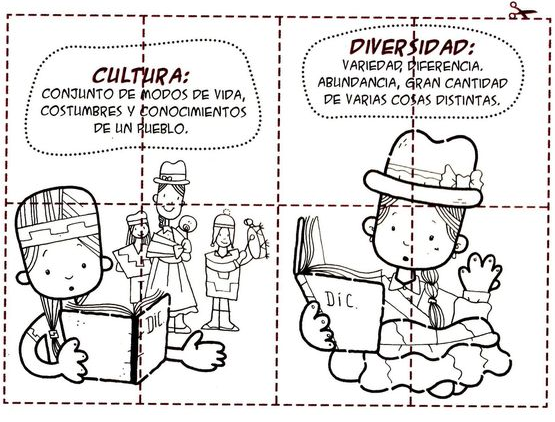 CULTURA:
CONJUNTO DE MODOS DE VIDA,
COSTUMBRES Y CONOCIMIENTOS
DE UN PUEBLO.
DIVERSIDAD:
VARIEDAD, DIFERENCIA.
ABUNDANCIA, GRAN CANTIDAD
DE VARIAS COSAS DISTINTAS.
DIC.
DIC.